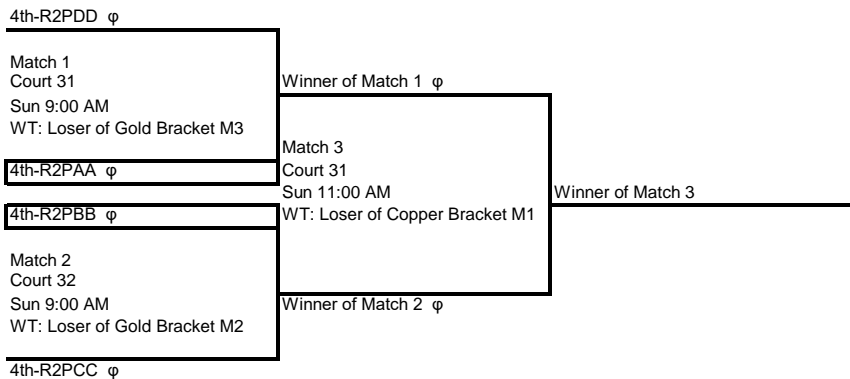 4th-R2PDD φ
Match 1
Court 31
Sun 9:00 AM
WT: Loser of Gold Bracket M3
4th-R2PAA φ
Winner of Match 1 φ
Match 3
Court 31
Sun 11:00 AM
WT: Loser of Copper Bracket M1
Winner of Match 3
4th-R2PBB φ
Match 2
Court 32
Sun 9:00 AM
WT: Loser of Gold Bracket M2
4th-R2PCC φ
Winner of Match 2 φ